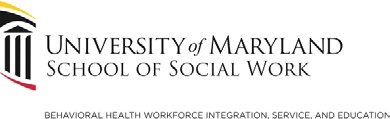 UNIVERSITY of MARYLAND
SCHOOL OF SOCIAL WORK
BEHAVIORAL HEALTH WORKFORCE INTEGRATION, SERVICE, AND EDUCATION